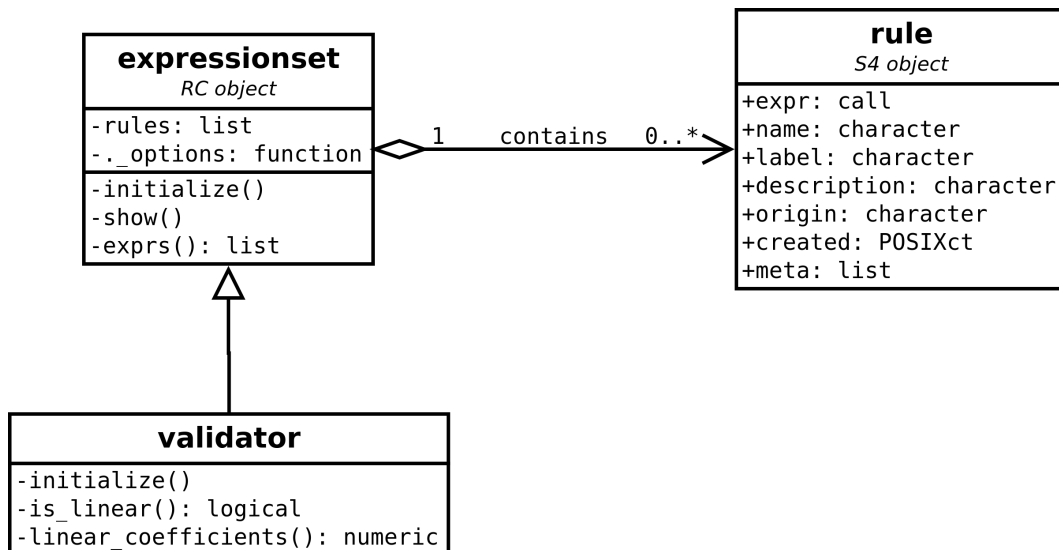 expressionset
RC object
-rules: list
-._options: function
-initialize()
-show()
-exprs(): list
1 contains 0..*
rule
S4 object
+expr: call
+name: character
+label: character
+description: character
+origin: character
+created: POSIXct
+meta: list
validator
-initialize()
-is_linear(): logical
-linear_coefficients(): numeric